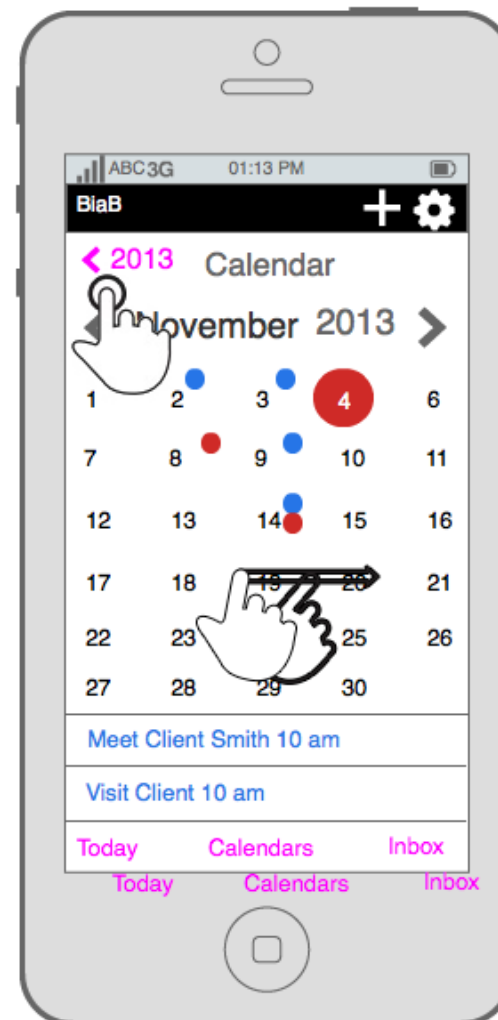 ABC 3G 01:13 PM
BiaB
2013 Calendar
November 2013
1 2 3 4 6
7 8 9 10 11
12 13 14 15 16
17 18 19 20 21
22 23 25 26
27 28 29 30
Meet Client Smith 10 am
Visit Client 10 am
Today Calendars Inbox
Today Calendars Inbox